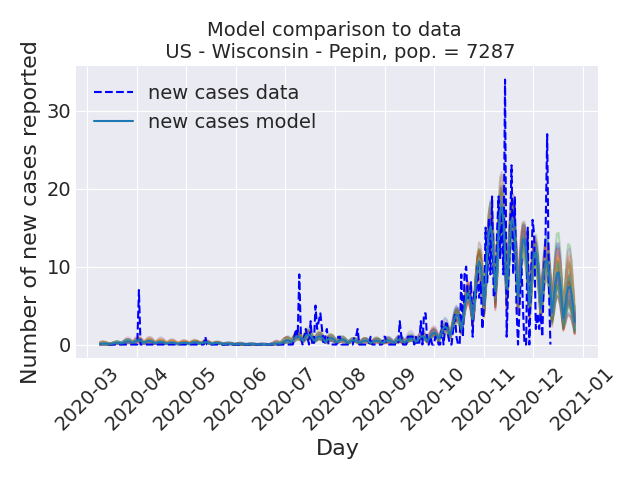 Model comparison to data
US - Wisconsin - Pepin, pop. = 7287
Number of new cases reported
30
20
10
0
new cases data
new cases model
2020-03
2020-04
2020-05
2020-06
2020-07
2020-08
2020-09
2020-10
2020-11
2020-12
2021-01
Day